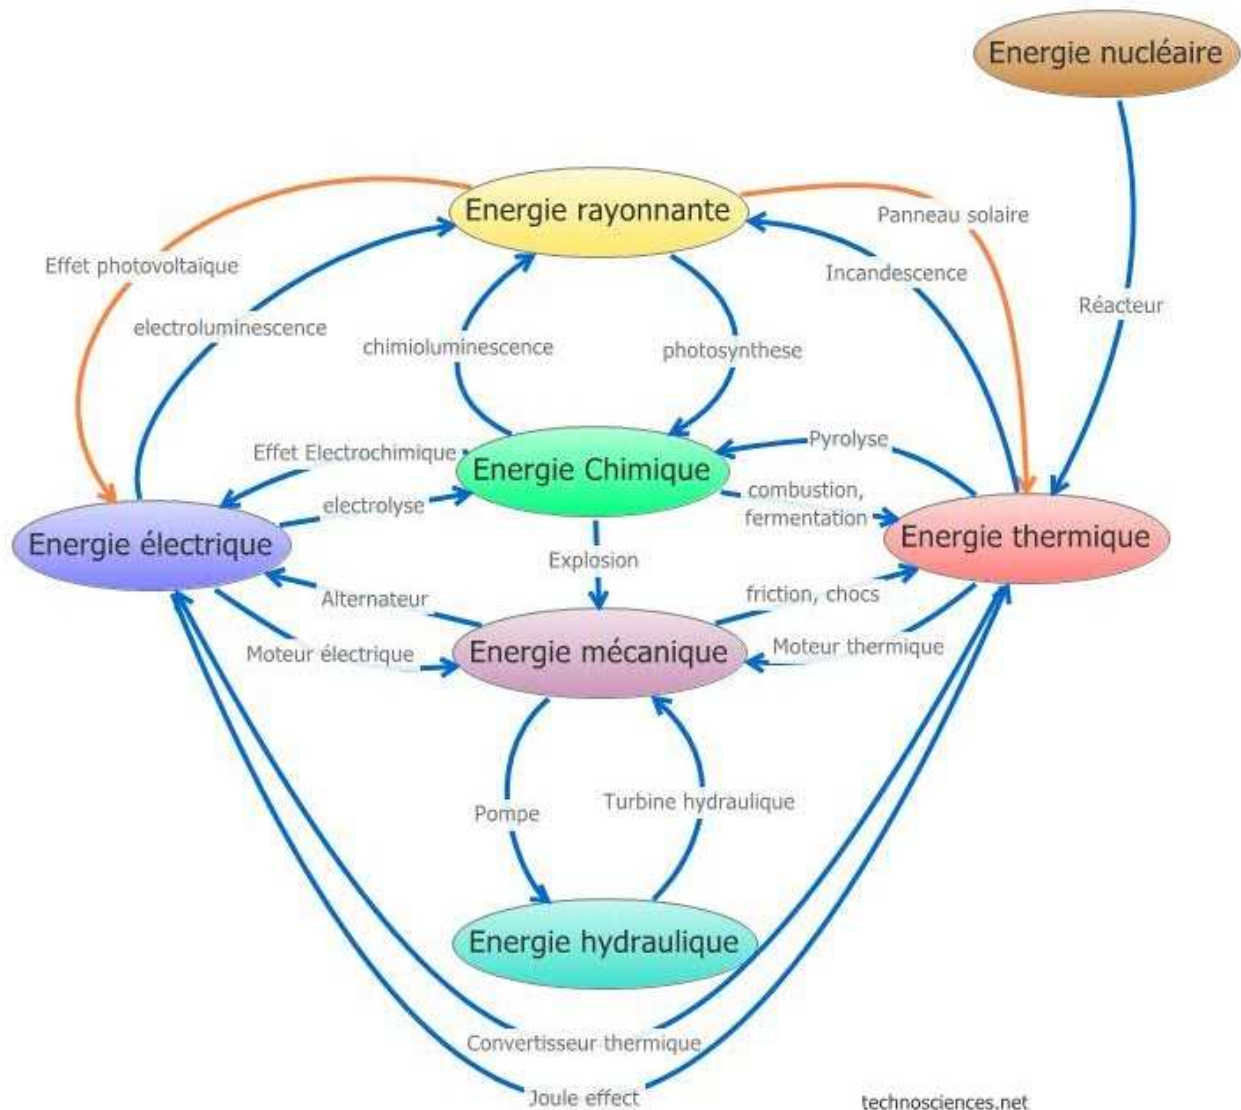 Energie nucléaire
Energie rayonnante
Panneau solaire
Effet photovoltaïque
Incandescence
Réacteur
electroluminescence
chimioluminescence
photosynthese
Pyrolyse
Effet Electrochimique
Energie Chimique
combustion,
fermentation
electrolyse
Energie électrique
Energie thermique
Explosion
Alternateur
friction, chocs
Moteur électrique
Energie mécanique
Moteur thermique
Turbine hydraulique
Pompe
Energie hydraulique
Convertisseur thermique
Joule effect
technosciences.net